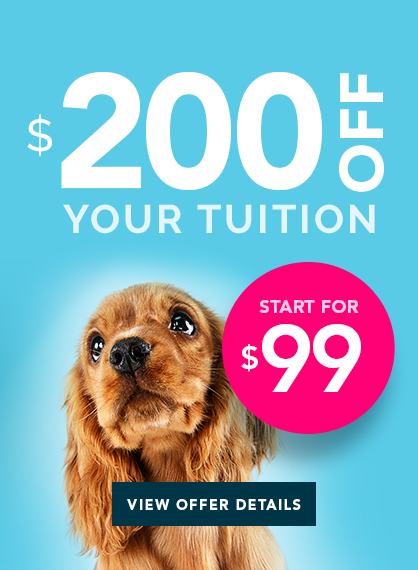 $200 OFF
YOUR TUITION
START FOR
$99
VIEW OFFER DETAILS